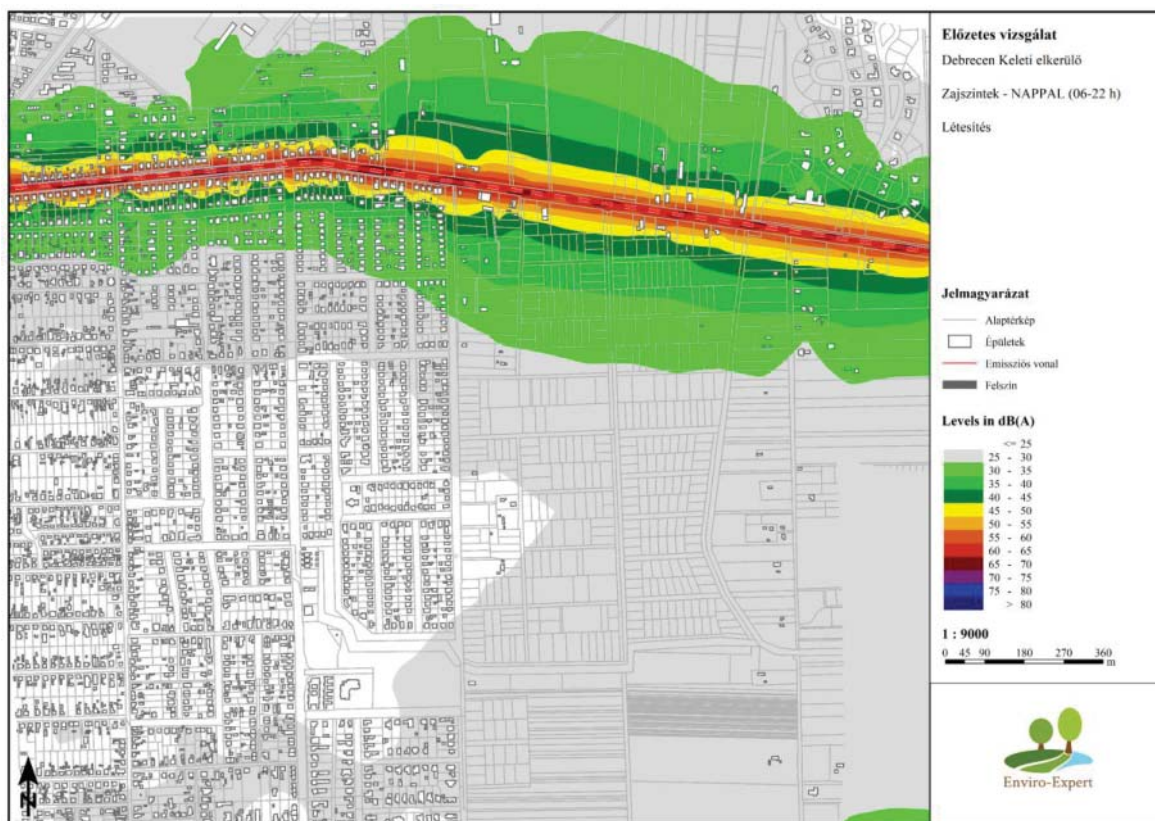 Előzetes vizsgálat
Debrecen Keleti elkerülő
Zajszintek - NAPPAL (06-22 h)
Létesítés
Jelmagyarázat
Alaptérkép
Épületek
Emissziós vonal
Felszín
Levels in dB(A)
<= 25
25 - 30
30 - 35
35 - 40
40 - 45
45 - 50
50 - 55
55 - 60
60 - 65
65 - 70
70 - 75
75 - 80
> 80
1 : 9000
0 45 90 180 270 360
m
Enviro-Expert
N